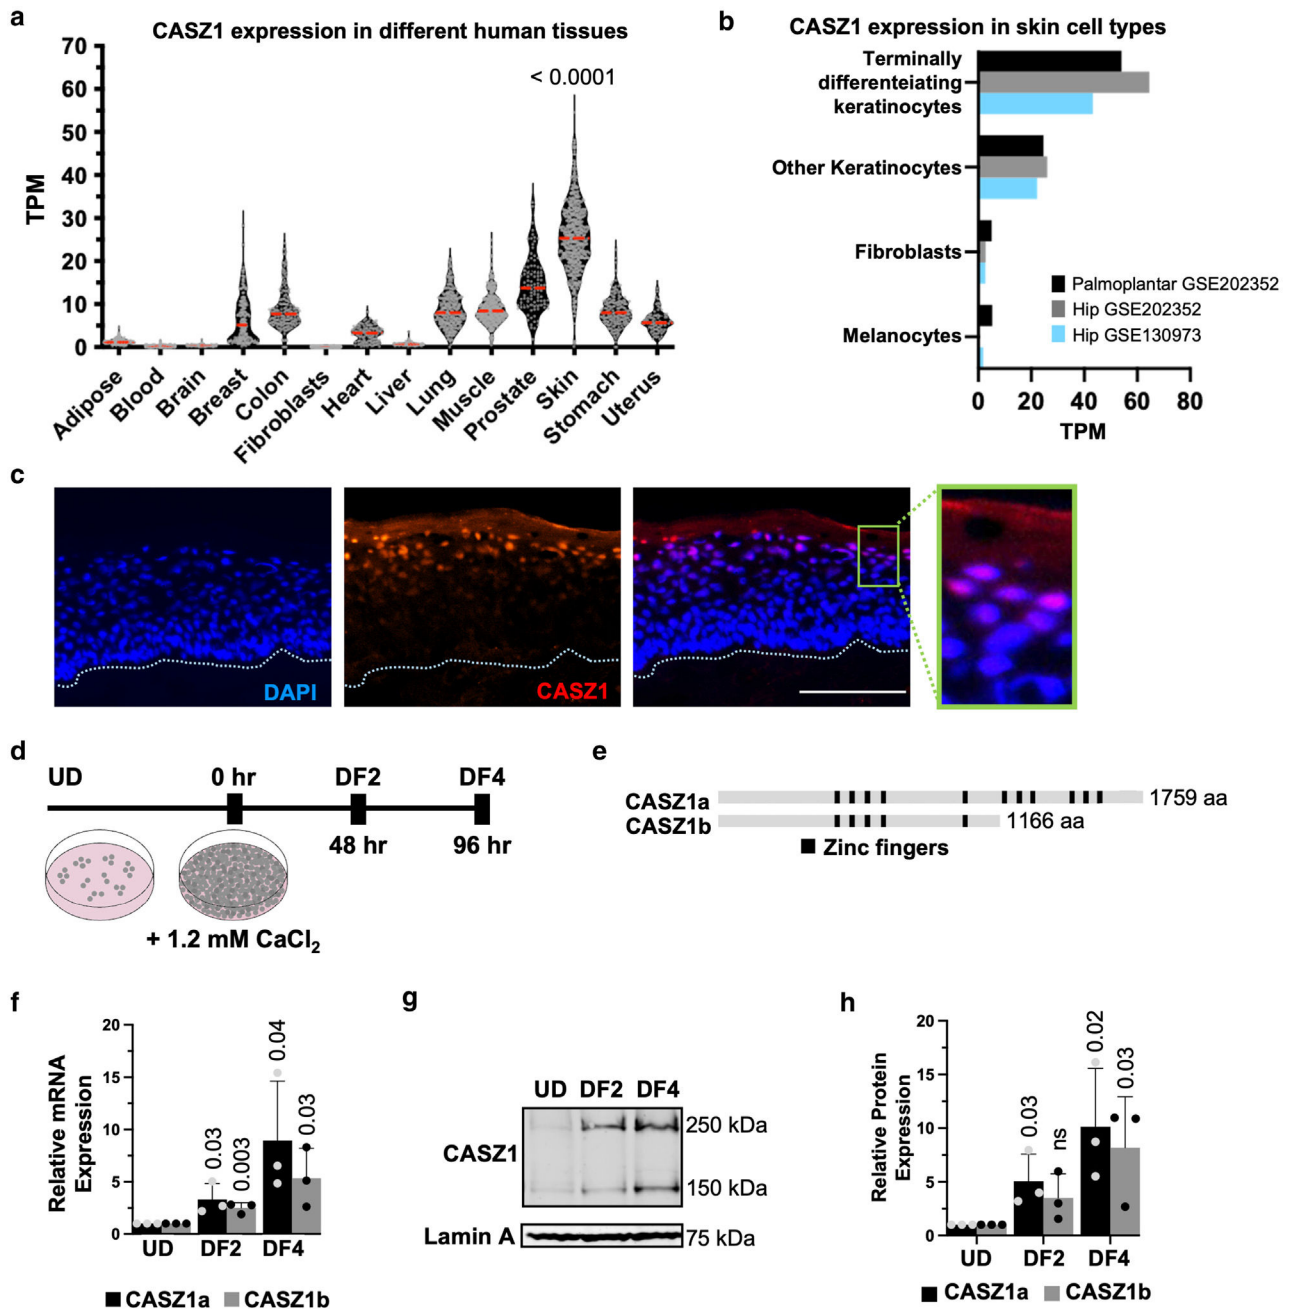 a
CASZ1 expression in different human tissues
< 0.0001
TPM
70
60
50
40
30
20
10
0
Adipose
Blood
Brain
Breast
Colon
Fibroblasts
Heart
Liver
Lung
Muscle
Prostate
Skin
Stomach
Uterus
b
CASZ1 expression in skin cell types
Terminally
differenteiating
keratinocytes
Other Keratinocytes
Fibroblasts
Melanocytes
Palmoplantar GSE202352
Hip GSE202352
Hip GSE130973
0 20 40 60 80
TPM
c
DAPI
CASZ1
d
UD 0 hr DF2 DF4
48 hr 96 hr
+ 1.2 mM CaCl₂
e
CASZ1a 1759 aa
CASZ1b 1166 aa
Zinc fingers
f
Relative mRNA
Expression
20
15
10
5
0
0.03
0.003
0.04
0.03
UD DF2 DF4
CASZ1a CASZ1b
g
UD DF2 DF4
CASZ1
250 kDa
150 kDa
Lamin A 75 kDa
h
Relative Protein
Expression
20
15
10
5
0
0.03
ns
0.02
0.03
UD DF2 DF4
CASZ1a CASZ1b